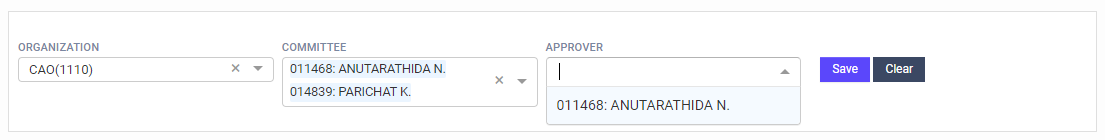 ORGANIZATION
CAO(1110)
COMMITTEE
011468: ANUTARATHIDA N.
014839: PARICHAT K.
APPROVER
011468: ANUTARATHIDA N.
Save
Clear